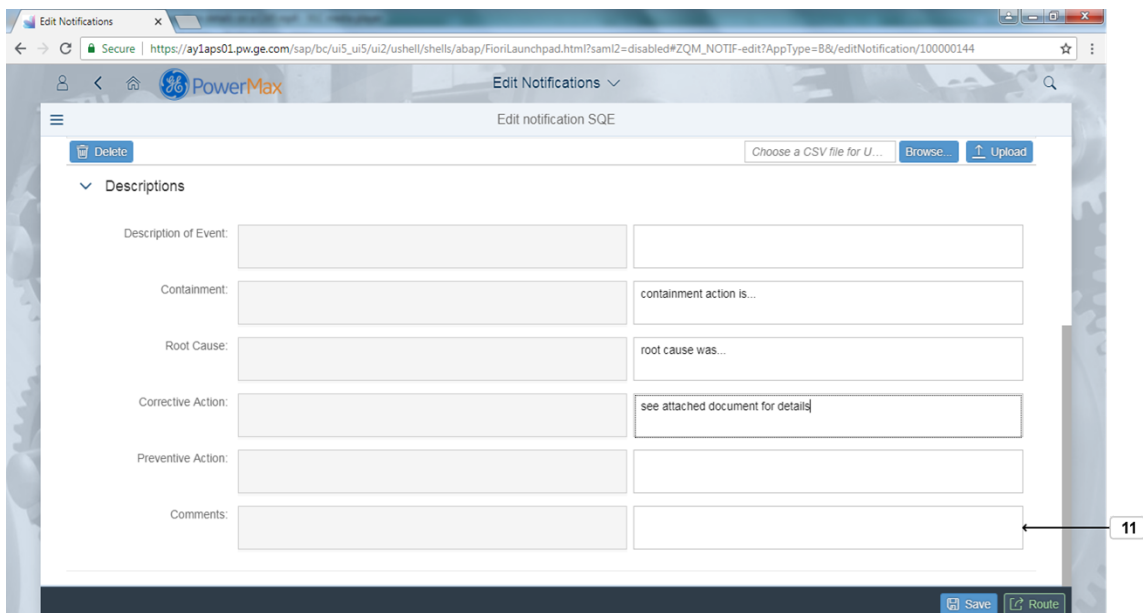 Edit Notifications
Secure | https://ay1aps01.pw.ge.com/sap/bc/ui5_ui5/ui2/ushell/shells/abap/FioriLaunchpad.html?saml2=disabled#ZQM_NOTIF-edit?AppType=B&/editNotification/100000144
PowerMax
Edit Notifications
Edit notification SQE
Delete
Choose a CSV file for U...
Browse...
Upload
Descriptions
Description of Event:
Containment:
containment action is...
Root Cause:
root cause was...
Corrective Action:
see attached document for details
Preventive Action:
Comments:
11
Save
Route